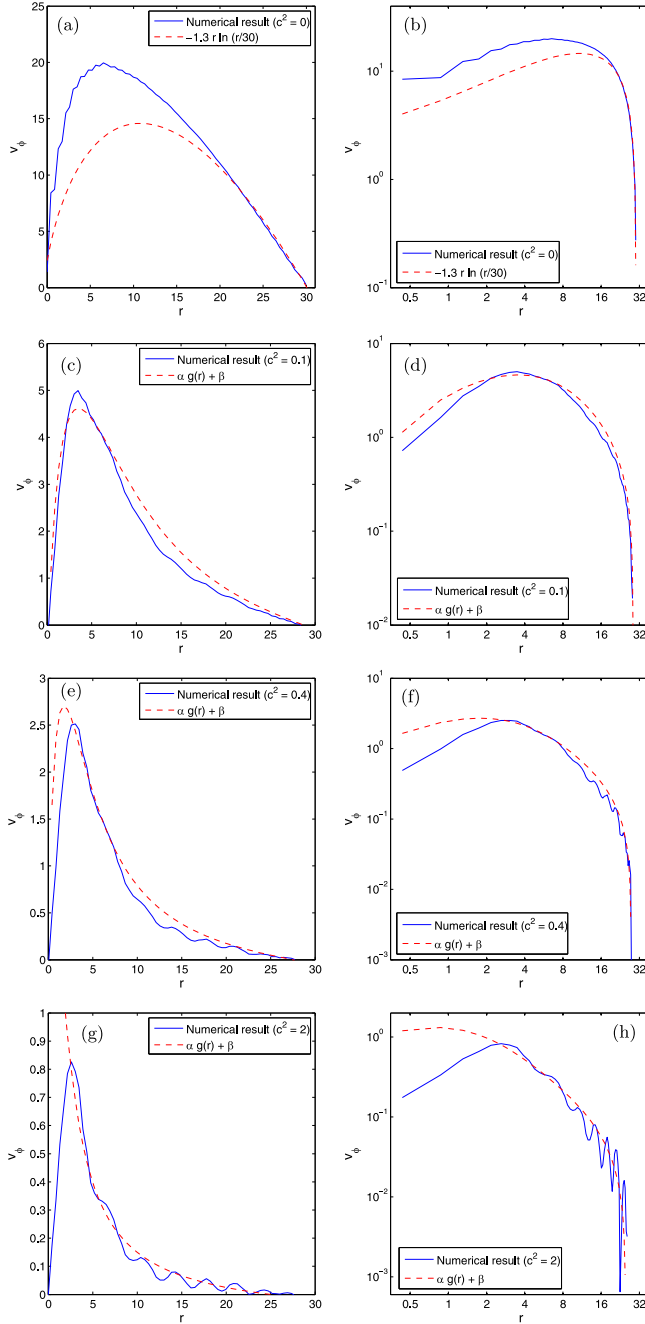 (a)
Numerical result (c² = 0)
−1.3 r ln (r/30)
25
20
15
10
5
0
vϕ
0 5 10 15 20 25 30
r
(b)
Numerical result (c² = 0)
−1.3 r ln (r/30)
10²
10¹
10⁰
10⁻¹
vϕ
0.5 1 2 4 8 16 32
r
(c)
Numerical result (c² = 0.1)
α g(r) + β
6
5
4
3
2
1
0
vϕ
0 5 10 15 20 25 30
r
(d)
Numerical result (c² = 0.1)
α g(r) + β
10¹
10⁰
10⁻¹
10⁻²
vϕ
0.5 1 2 4 8 16 32
r
(e)
Numerical result (c² = 0.4)
α g(r) + β
3
2.5
2
1.5
1
0.5
0
vϕ
0 5 10 15 20 25 30
r
(f)
Numerical result (c² = 0.4)
α g(r) + β
10¹
10⁰
10⁻¹
10⁻²
10⁻³
vϕ
0.5 1 2 4 8 16 32
r
(g)
Numerical result (c² = 2)
α g(r) + β
1
0.9
0.8
0.7
0.6
0.5
0.4
0.3
0.2
0.1
0
vϕ
0 5 10 15 20 25 30
r
(h)
Numerical result (c² = 2)
α g(r) + β
10⁰
10⁻¹
10⁻²
10⁻³
vϕ
0.5 1 2 4 8 16 32
r